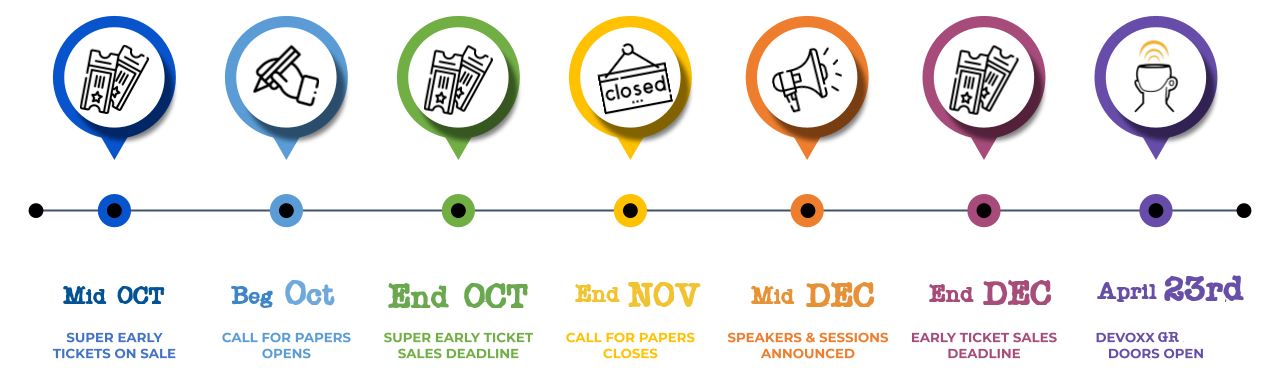 closed
Mid OCT
SUPER EARLY
TICKETS ON SALE
Beg Oct
CALL FOR PAPERS
OPENS
End OCT
SUPER EARLY TICKET
SALES DEADLINE
End NOV
CALL FOR PAPERS
CLOSES
Mid DEC
SPEAKERS & SESSIONS
ANNOUNCED
End DEC
EARLY TICKET SALES
DEADLINE
April 23rd
DEVOXX GR
DOORS OPEN